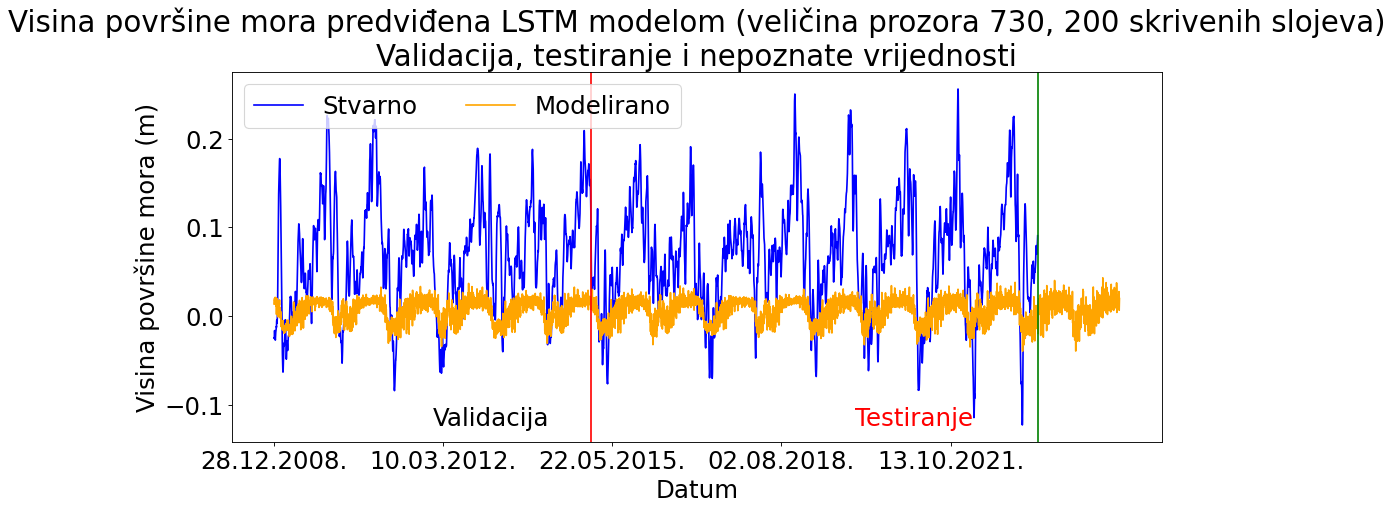 Visina površine mora predviđena LSTM modelom (veličina prozora 730, 200 skrivenih slojeva)
Validacija, testiranje i nepoznate vrijednosti
Stvarno Modelirano
Visina površine mora (m)
0.2
0.1
0.0
−0.1
Validacija Testiranje
28.12.2008. 10.03.2012. 22.05.2015. 02.08.2018. 13.10.2021.
Datum